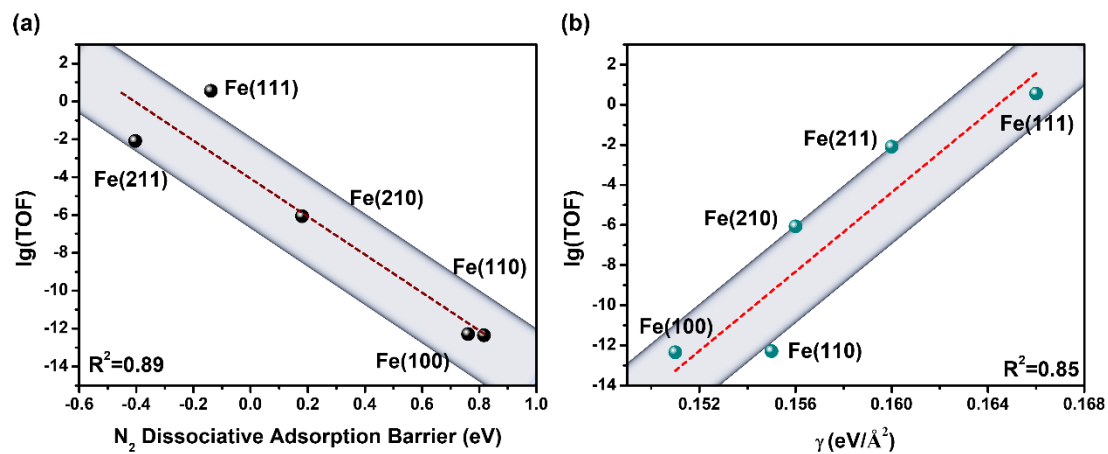 (a)
lg(TOF)
2
0
-2
-4
-6
-8
-10
-12
-14
Fe(111)
Fe(211)
Fe(210)
Fe(110)
Fe(100)
R²=0.89
-0.6 -0.4 -0.2 0.0 0.2 0.4 0.6 0.8 1.0
N₂ Dissociative Adsorption Barrier (eV)
(b)
lg(TOF)
2
0
-2
-4
-6
-8
-10
-12
-14
Fe(111)
Fe(211)
Fe(210)
Fe(100)
Fe(110)
R²=0.85
0.152 0.156 0.160 0.164 0.168
γ (eV/Å²)